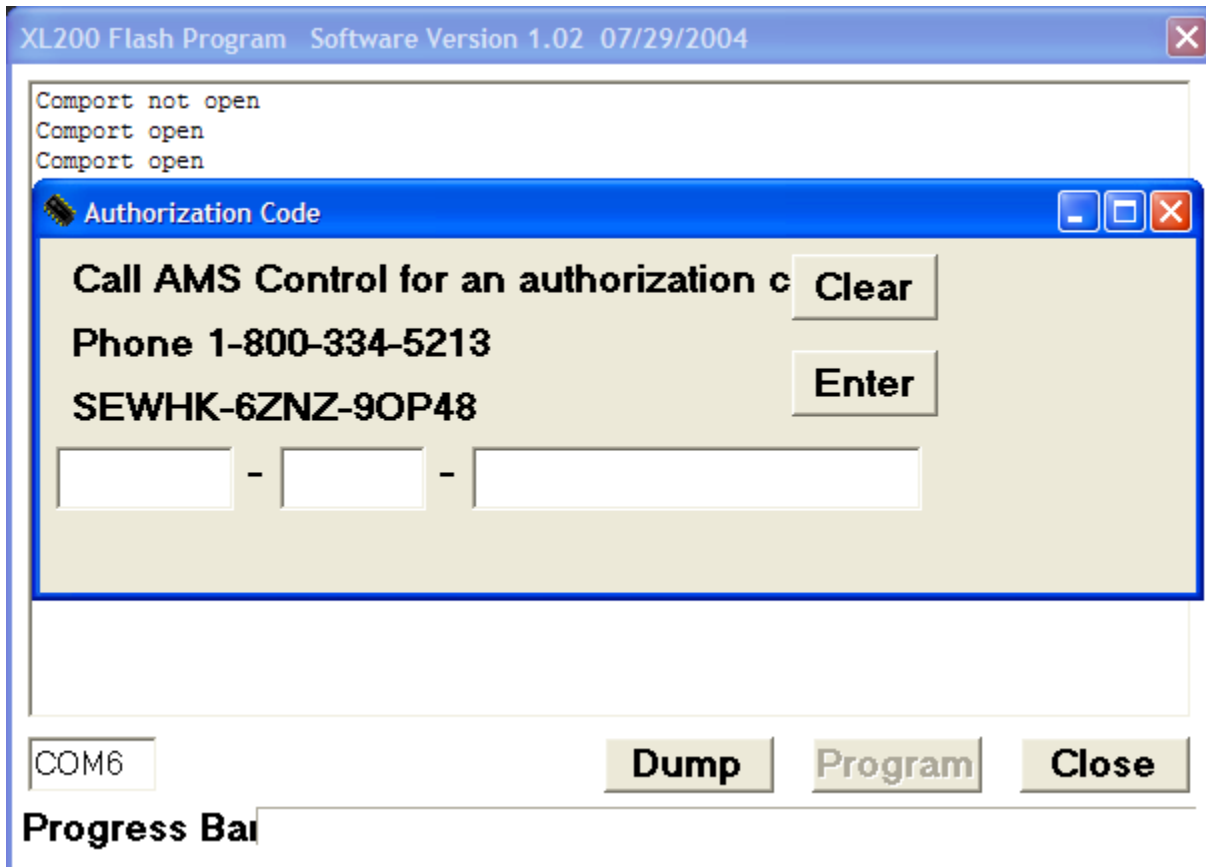 XL200 Flash Program Software Version 1.02 07/29/2004
Comport not open
Comport open
Comport open
Authorization Code
Call AMS Control for an authorization c
Clear
Phone 1-800-334-5213
Enter
SEWHK-6ZNZ-9OP48
- -
COM6
Dump
Program
Close
Progress Bar